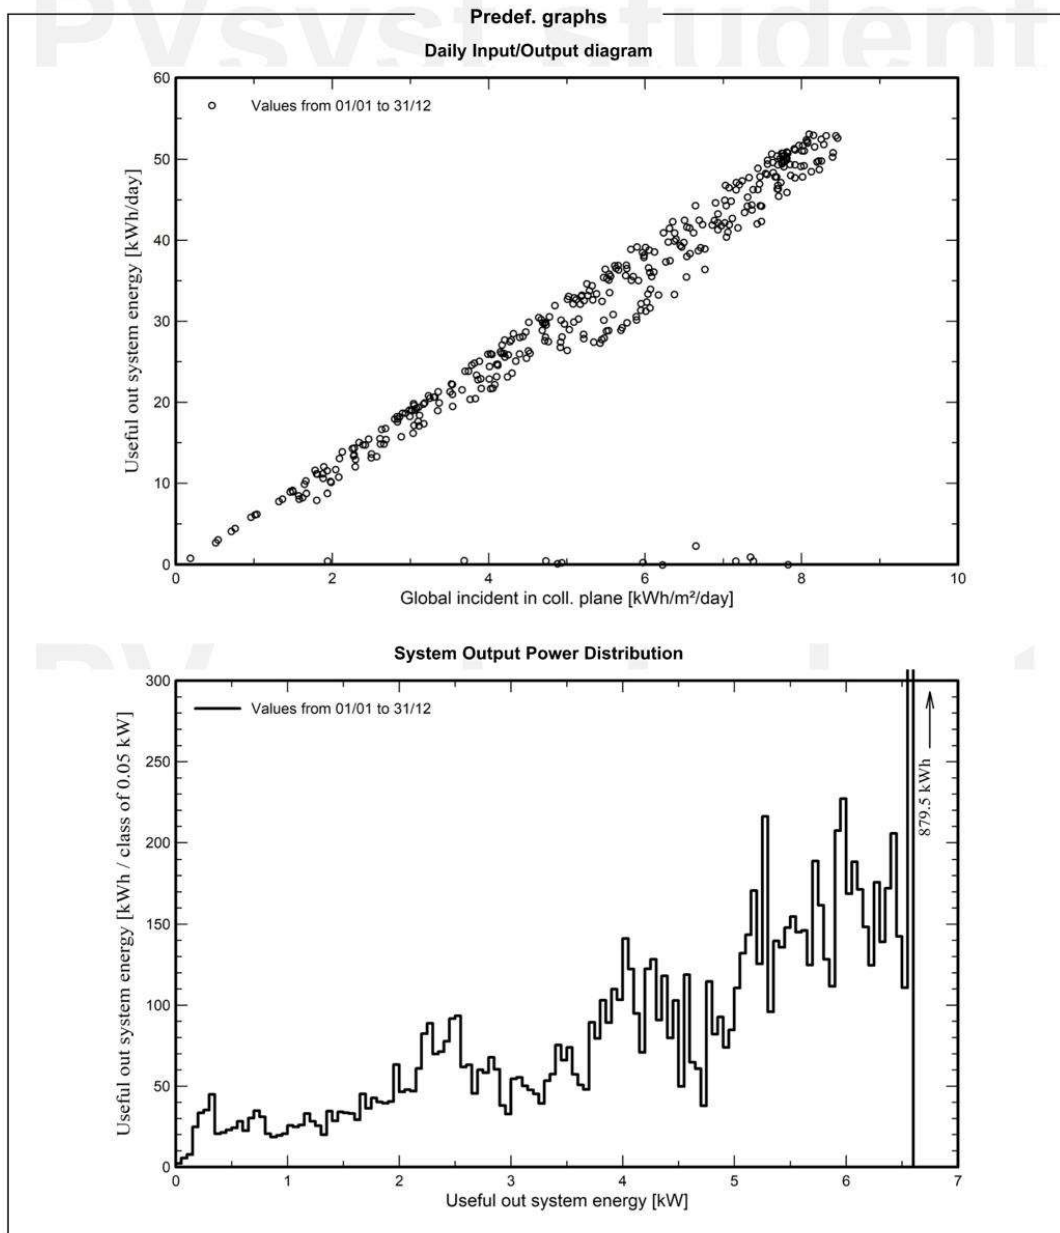 PVsyst student
Predef. graphs
Daily Input/Output diagram
Values from 01/01 to 31/12
60
50
40
30
20
10
0
Useful out system energy [kWh/day]
0 2 4 6 8 10
Global incident in coll. plane [kWh/m²/day]
System Output Power Distribution
Values from 01/01 to 31/12
300
250
200
150
100
50
0
Useful out system energy [kWh / class of 0.05 kW]
879.5 kWh
0 1 2 3 4 5 6 7
Useful out system energy [kW]